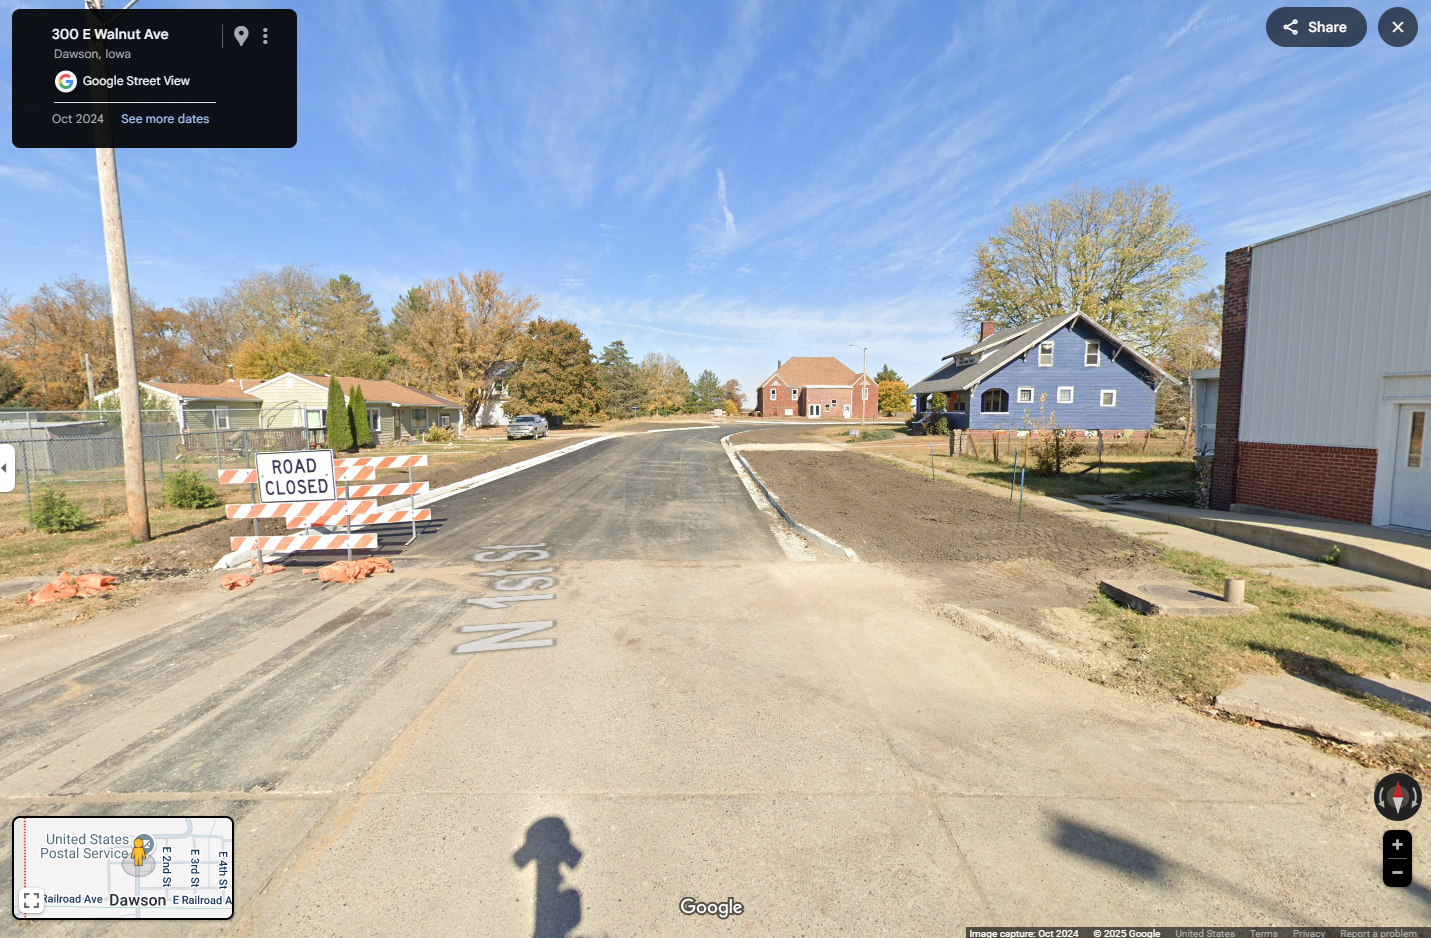 300 E Walnut Ave
Dawson, Iowa
Google Street View
Oct 2024 See more dates
Share
ROAD
CLOSED
N 1st St
United States
Postal Service
E 2nd St
E 3rd St
E 4th St
Railroad Ave
Dawson
E Railroad A
Google
Image capture: Oct 2024 © 2025 Google United States Terms Privacy Report a problem